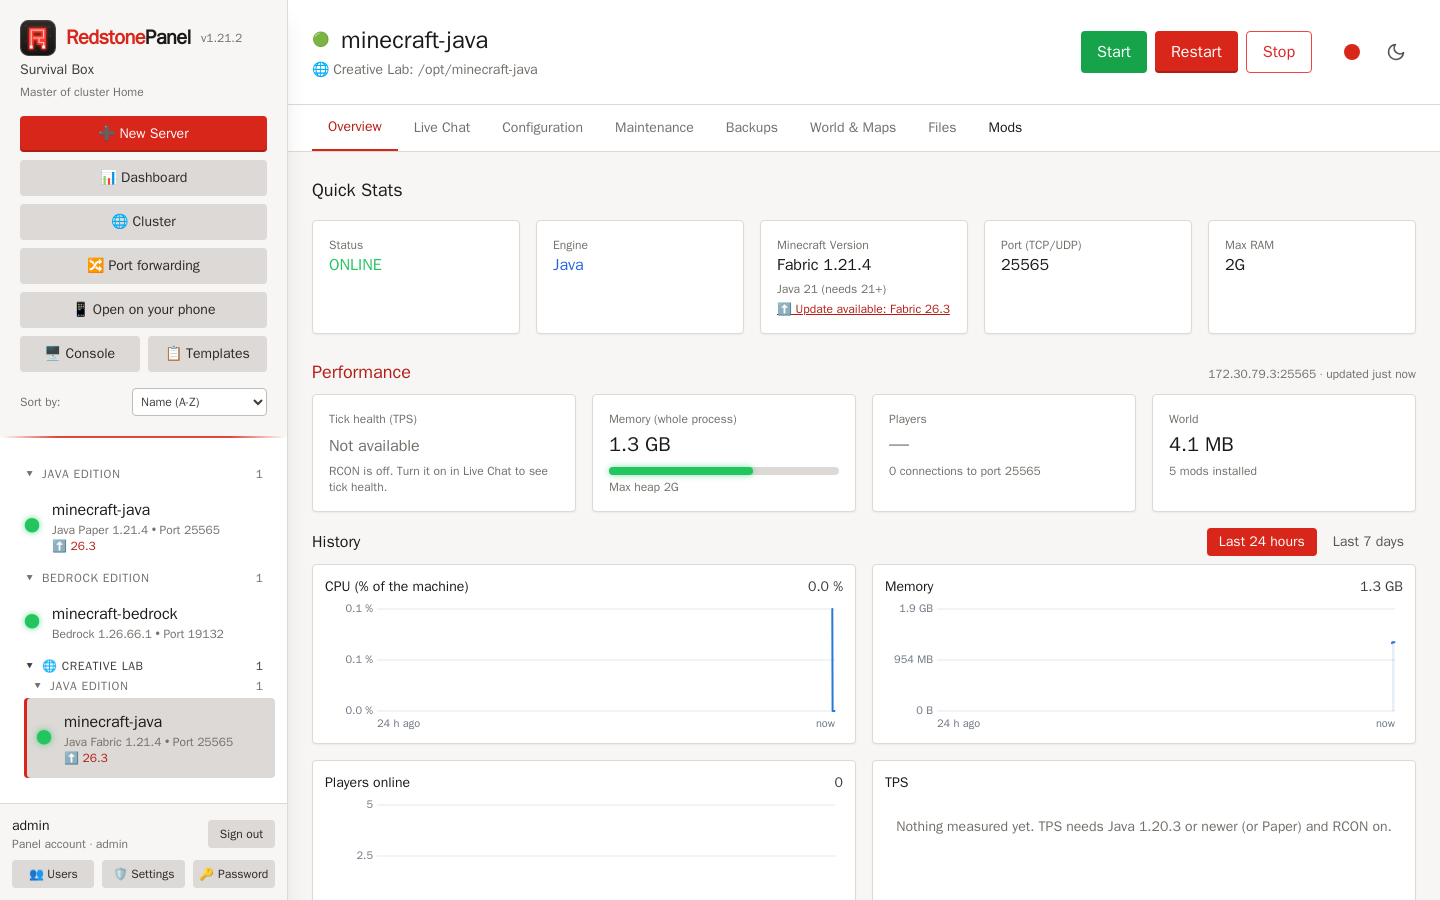 RedstonePanel v1.21.2
Survival Box
Master of cluster Home
➕ New Server
📊 Dashboard
🌐 Cluster
🔀 Port forwarding
📱 Open on your phone
🖥️ Console
📋 Templates
Sort by:
Name (A-Z)
▼ JAVA EDITION 1
minecraft-java
Java Paper 1.21.4 • Port 25565
⬆️ 26.3
▼ BEDROCK EDITION 1
minecraft-bedrock
Bedrock 1.26.66.1 • Port 19132
▼ 🌐 CREATIVE LAB 1
▼ JAVA EDITION 1
minecraft-java
Java Fabric 1.21.4 • Port 25565
⬆️ 26.3
admin
Panel account · admin
Sign out
👥 Users
🛡️ Settings
🔑 Password
🟢 minecraft-java
🌐 Creative Lab: /opt/minecraft-java
Start
Restart
Stop
Overview
Live Chat
Configuration
Maintenance
Backups
World & Maps
Files
Mods
Quick Stats
Status
ONLINE
Engine
Java
Minecraft Version
Fabric 1.21.4
Java 21 (needs 21+)
⬆️ Update available: Fabric 26.3
Port (TCP/UDP)
25565
Max RAM
2G
Performance
172.30.79.3:25565 · updated just now
Tick health (TPS)
Not available
RCON is off. Turn it on in Live Chat to see
tick health.
Memory (whole process)
1.3 GB
Max heap 2G
Players
—
0 connections to port 25565
World
4.1 MB
5 mods installed
History
Last 24 hours
Last 7 days
CPU (% of the machine) 0.0 %
0.1 %
0.1 %
0.0 %
24 h ago
now
Memory 1.3 GB
1.9 GB
954 MB
0 B
24 h ago
now
Players online 0
5
2.5
TPS
Nothing measured yet. TPS needs Java 1.20.3 or newer (or Paper) and RCON on.